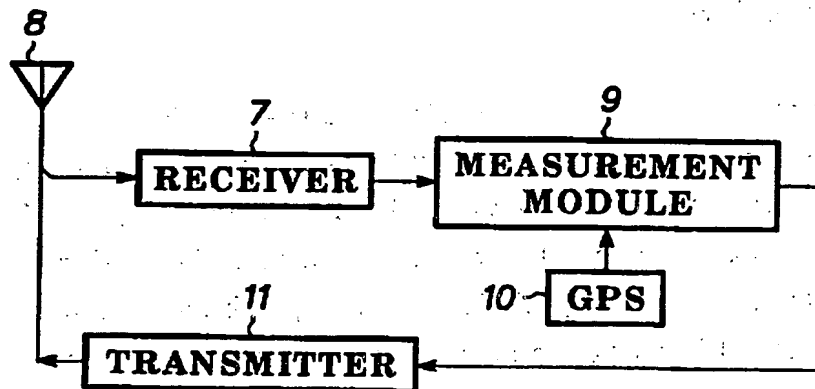 8
7
9
RECEIVER
MEASUREMENT
MODULE
10
GPS
11
TRANSMITTER